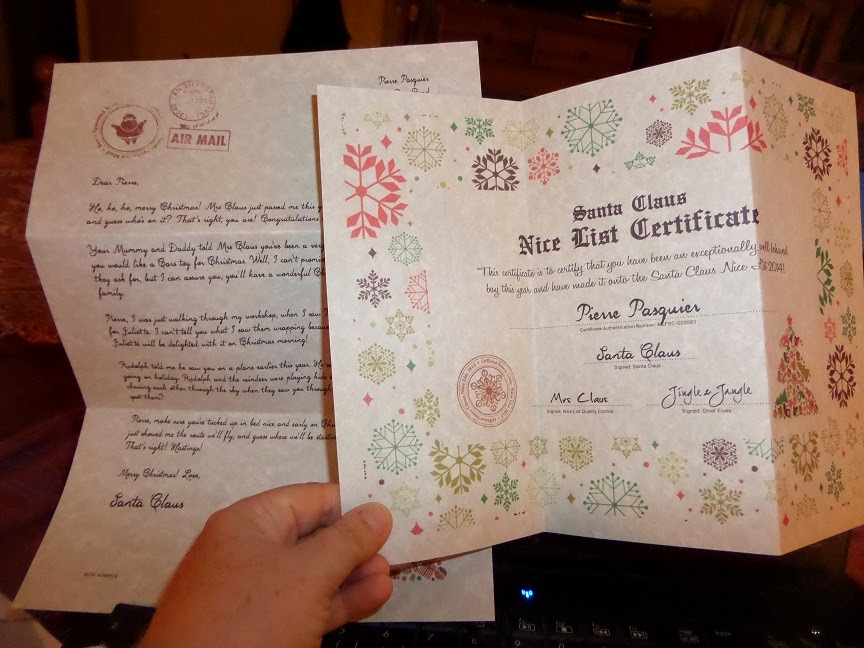 Pierre Pasquier
Road
AIR MAIL
Dear Pierre,
Ho, ho, ho, merry Christmas! Mrs Claus just passed me this
and guess who's on it? That's right, you are! Congratulations
Your Mummy and Daddy told Mrs Claus you've been a very
you would like a toy for Christmas. Well, I can't promise
they ask for, but I can assure you, you'll have a wonderful
family.
Pierre, I was just walking through my workshop, when I saw
for Juliette. I can't tell you what I saw them wrapping because
Juliette will be delighted with it on Christmas morning!
Rudolph told me he saw you on a plane earlier this year. He
going on holiday. Rudolph and the reindeer were playing hide
chasing each other through the sky when they saw you through
spot them?
Pierre, make sure you're tucked up in bed nice and early on
just showed me the route we'll fly, and guess where we'll be starting
That's right! Hastings!
Merry Christmas! Love,
Santa Claus
Santa Claus
Nice List Certificate
This certificate is to certify that you have been an exceptionally well behaved
boy this year and have made it onto the Santa Claus Nice List 2014!
Pierre Pasquier
Certificate Authentication Number:
Santa Claus
Signed: Santa Claus
Mrs Claus
Signed: Nice List Quality Control
Jingle & Jangle
Signed: Chief Elves